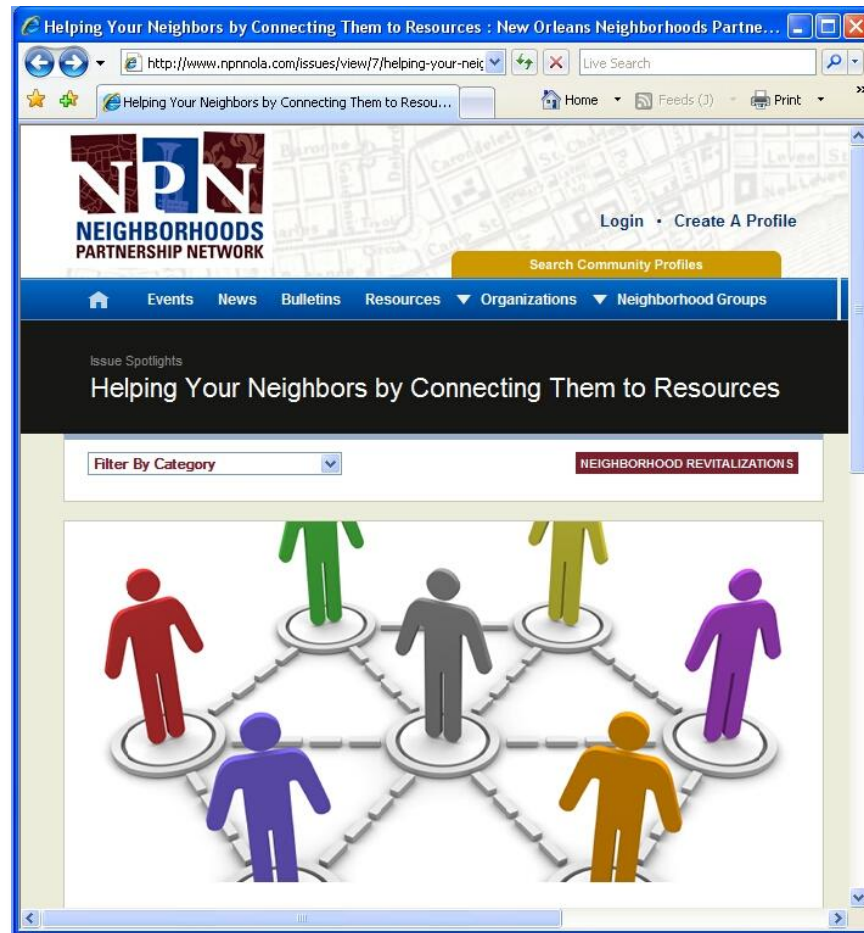 Helping Your Neighbors by Connecting Them to Resources : New Orleans Neighborhoods Partne...
http://www.npnnola.com/issues/view/7/helping-your-neig
Live Search
Helping Your Neighbors by Connecting Them to Resou...
Home
Feeds (J)
Print
»
NPN
NEIGHBORHOODS
PARTNERSHIP NETWORK
Login • Create A Profile
Search Community Profiles
Events News Bulletins Resources Organizations Neighborhood Groups
Issue Spotlights
Helping Your Neighbors by Connecting Them to Resources
Filter By Category
NEIGHBORHOOD REVITALIZATIONS